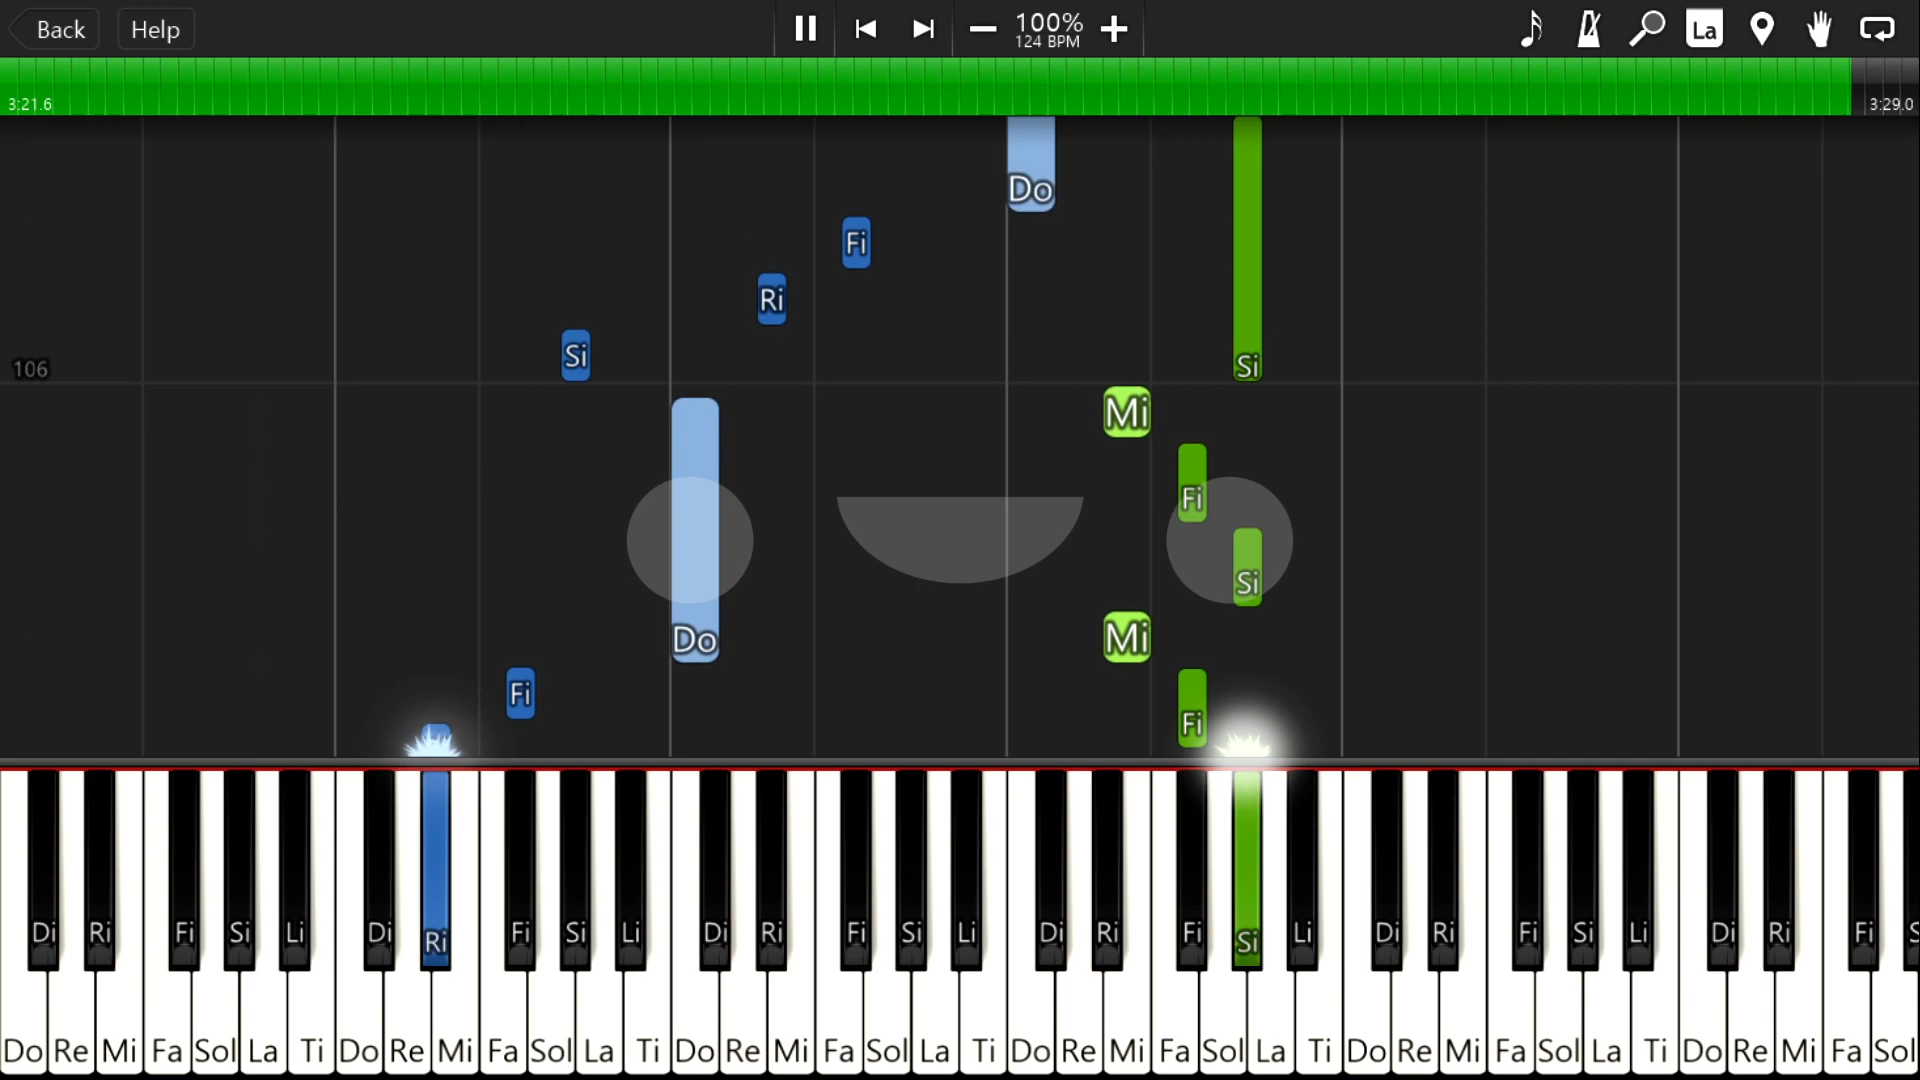 Back Help 100% La
124 BPM
3:21.6 3:29.0
Do
Fi
Ri
Si Si
106
Mi
Fi
Si
Do Mi
Fi Fi
Di Ri Fi Si Li Di Ri Fi Si Li Di Ri Fi Si Li Di Ri Fi Si Li Di Ri Fi Si Li Di Ri Fi S
Do Re Mi Fa Sol La Ti Do Re Mi Fa Sol La Ti Do Re Mi Fa Sol La Ti Do Re Mi Fa Sol La Ti Do Re Mi Fa Sol La Ti Do Re Mi Fa Sol